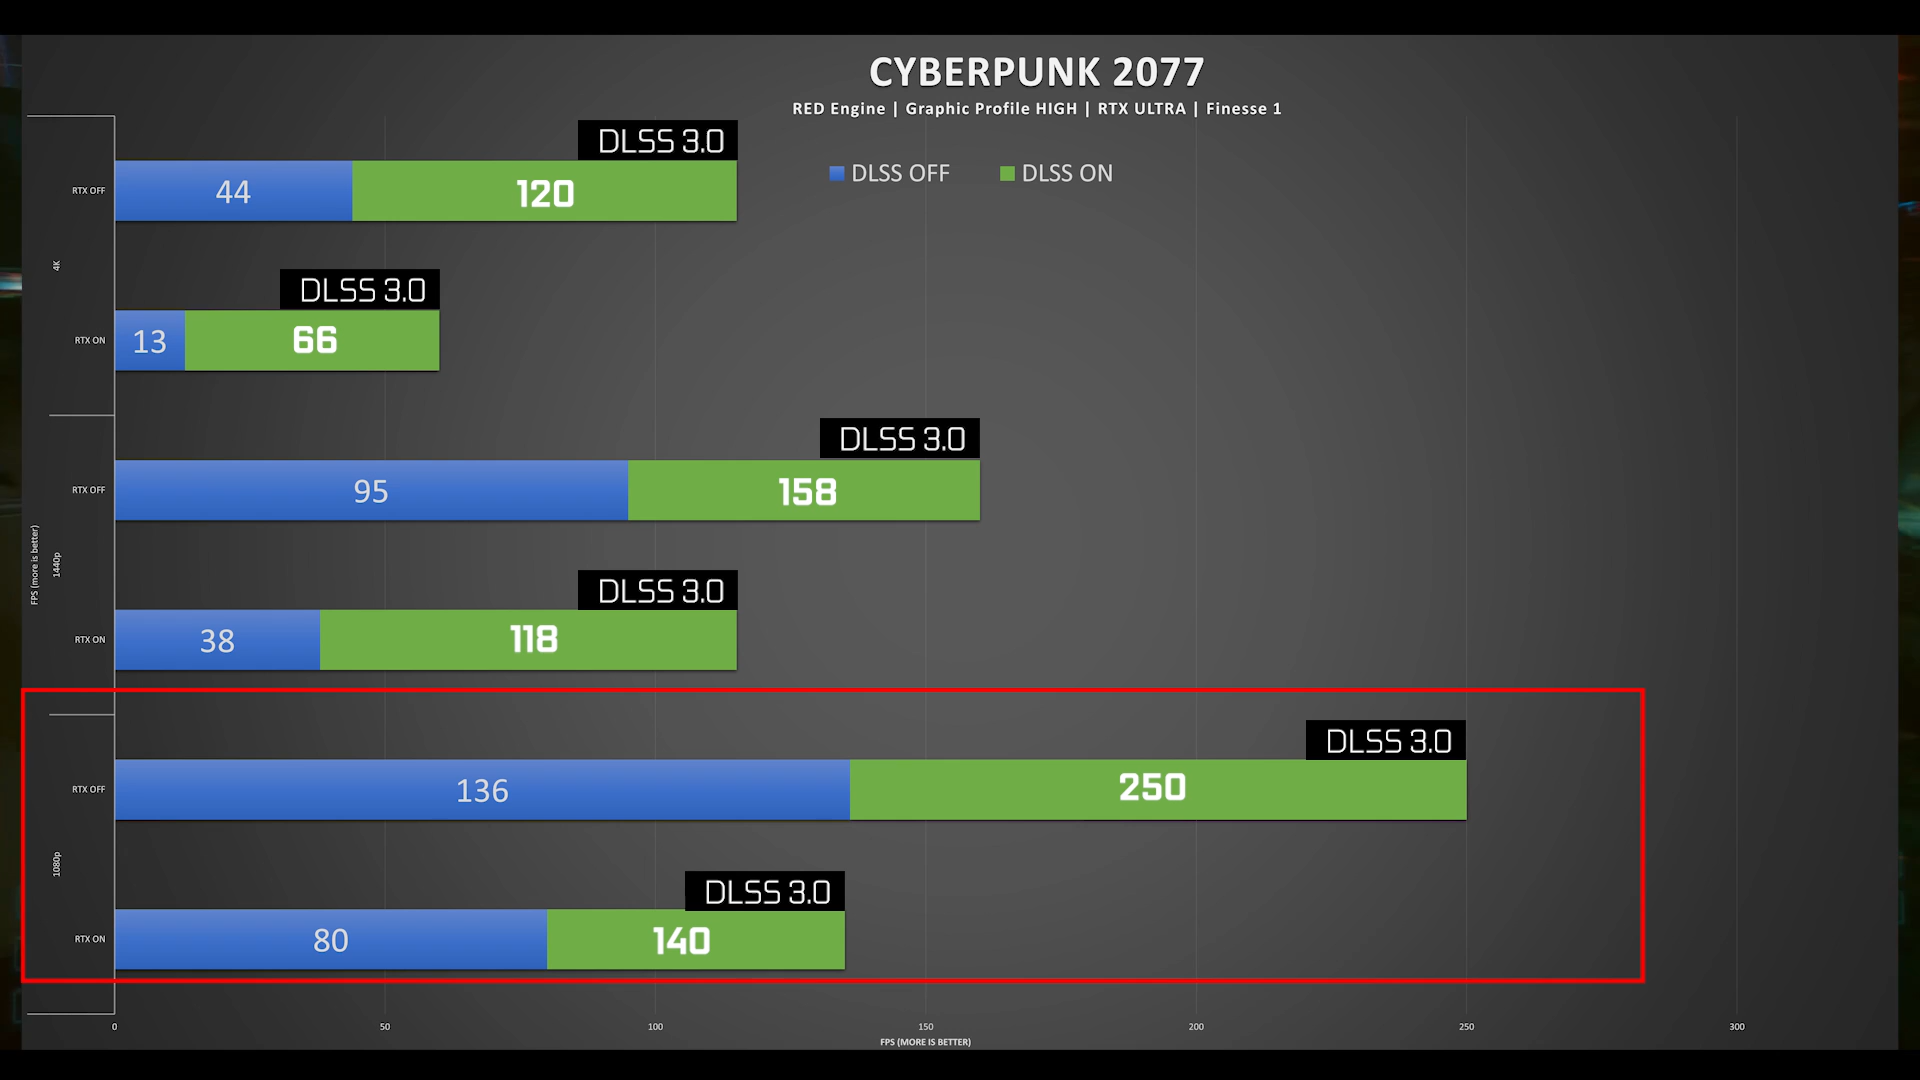 CYBERPUNK 2077
RED Engine | Graphic Profile HIGH | RTX ULTRA | Finesse 1
DLSS OFF
DLSS ON
DLSS 3.0
RTX OFF
44
120
4K
DLSS 3.0
RTX ON
13
66
DLSS 3.0
RTX OFF
95
158
FPS (more is better)
1440p
DLSS 3.0
RTX ON
38
118
DLSS 3.0
RTX OFF
136
250
1080p
DLSS 3.0
RTX ON
80
140
0
50
100
150
200
250
300
FPS (MORE IS BETTER)